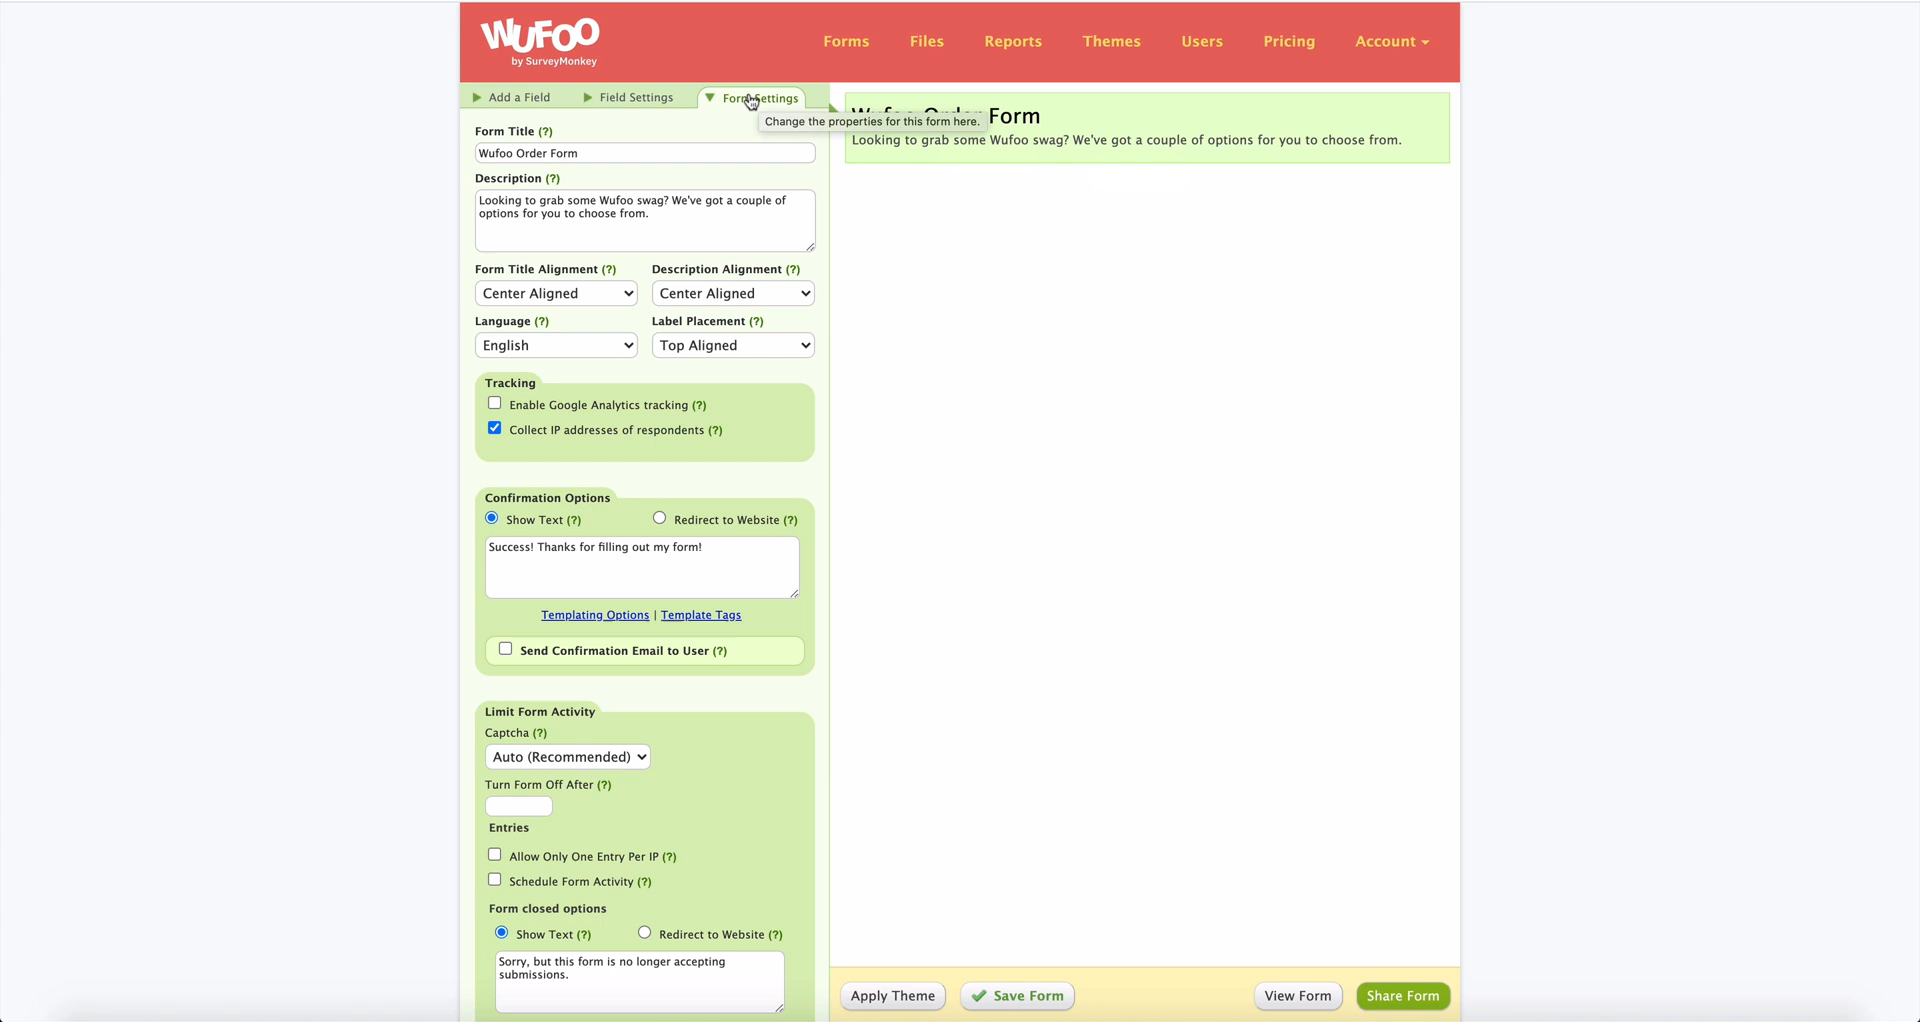 WUFOO
by SurveyMonkey
Forms Files Reports Themes Users Pricing Account
Add a Field Field Settings Form Settings
Change the properties for this form here.
Wufoo Order Form
Looking to grab some Wufoo swag? We've got a couple of options for you to choose from.
Form Title (?)
Wufoo Order Form
Description (?)
Looking to grab some Wufoo swag? We've got a couple of
options for you to choose from.
Form Title Alignment (?) Description Alignment (?)
Center Aligned Center Aligned
Language (?) Label Placement (?)
English Top Aligned
Tracking
Enable Google Analytics tracking (?)
Collect IP addresses of respondents (?)
Confirmation Options
Show Text (?) Redirect to Website (?)
Success! Thanks for filling out my form!
Templating Options | Template Tags
Send Confirmation Email to User (?)
Limit Form Activity
Captcha (?)
Auto (Recommended)
Turn Form Off After (?)
Entries
Allow Only One Entry Per IP (?)
Schedule Form Activity (?)
Form closed options
Show Text (?) Redirect to Website (?)
Sorry, but this form is no longer accepting
submissions.
Apply Theme Save Form View Form Share Form